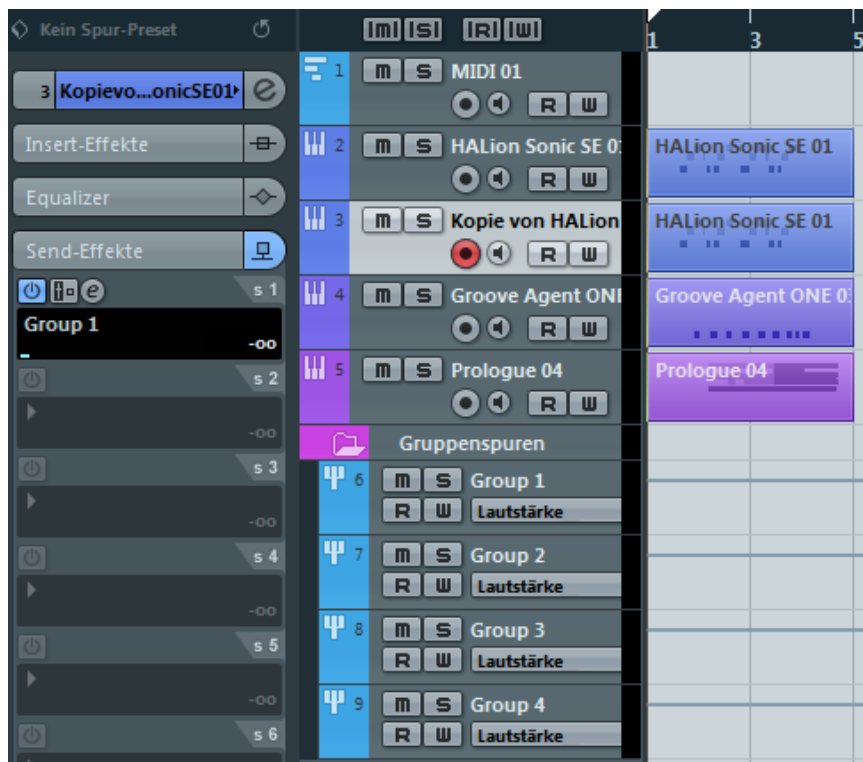 Kein Spur-Preset
m S R W
1 3 5
3 Kopievo...onicSE01
e
Insert-Effekte
Equalizer
Send-Effekte
e s 1
Group 1
-oo
s 2
-oo
s 3
-oo
s 4
-oo
s 5
-oo
s 6
1 m S MIDI 01
R W
2 m S HALion Sonic SE 01
R W
3 m S Kopie von HALion
R W
4 m S Groove Agent ONE
R W
5 m S Prologue 04
R W
Gruppenspuren
6 m S Group 1
R W Lautstärke
7 m S Group 2
R W Lautstärke
8 m S Group 3
R W Lautstärke
9 m S Group 4
R W Lautstärke
HALion Sonic SE 01
HALion Sonic SE 01
Groove Agent ONE 03
Prologue 04